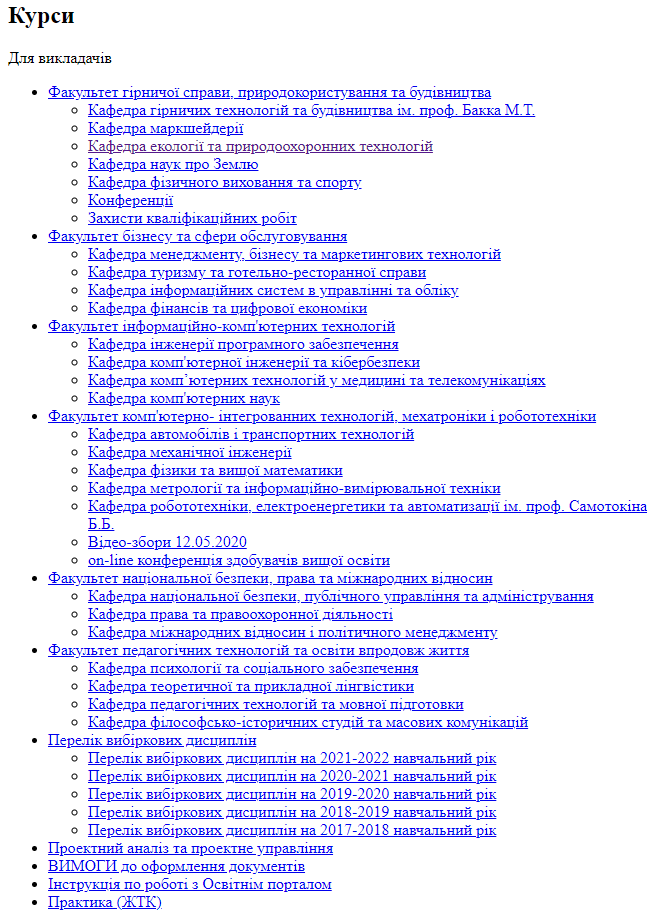 Курси
Для викладачів
Факультет гірничої справи, природокористування та будівництва
Кафедра гірничих технологій та будівництва ім. проф. Бакка М.Т.
Кафедра маркшейдерії
Кафедра екології та природоохоронних технологій
Кафедра наук про Землю
Кафедра фізичного виховання та спорту
Конференції
Захисти кваліфікаційних робіт
Факультет бізнесу та сфери обслуговування
Кафедра менеджменту, бізнесу та маркетингових технологій
Кафедра туризму та готельно-ресторанної справи
Кафедра інформаційних систем в управлінні та обліку
Кафедра фінансів та цифрової економіки
Факультет інформаційно-комп'ютерних технологій
Кафедра інженерії програмного забезпечення
Кафедра комп'ютерної інженерії та кібербезпеки
Кафедра комп’ютерних технологій у медицині та телекомунікаціях
Кафедра комп'ютерних наук
Факультет комп'ютерно- інтегрованних технологій, мехатроніки і робототехніки
Кафедра автомобілів і транспортних технологій
Кафедра механічної інженерії
Кафедра фізики та вищої математики
Кафедра метрології та інформаційно-вимірювальної техніки
Кафедра робототехніки, електроенергетики та автоматизації ім. проф. Самотокіна
Б.Б.
Відео-збори 12.05.2020
on-line конференція здобувачів вищої освіти
Факультет національної безпеки, права та міжнародних відносин
Кафедра національної безпеки, публічного управління та адміністрування
Кафедра права та правоохоронної діяльності
Кафедра міжнародних відносин і політичного менеджменту
Факультет педагогічних технологій та освіти впродовж життя
Кафедра психології та соціального забезпечення
Кафедра теоретичної та прикладної лінгвістики
Кафедра педагогічних технологій та мовної підготовки
Кафедра філософсько-історичних студій та масових комунікацій
Перелік вибіркових дисциплін
Перелік вибіркових дисциплін на 2021-2022 навчальний рік
Перелік вибіркових дисциплін на 2020-2021 навчальний рік
Перелік вибіркових дисциплін на 2019-2020 навчальний рік
Перелік вибіркових дисциплін на 2018-2019 навчальний рік
Перелік вибіркових дисциплін на 2017-2018 навчальний рік
Проектний аналіз та проектне управління
ВИМОГИ до оформлення документів
Інструкція по роботі з Освітнім порталом
Практика (ЖТК)